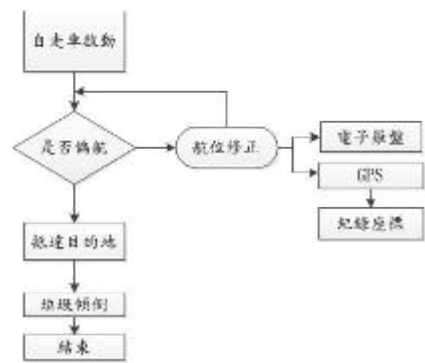 自走車啟動
是否偏航
航位修正
電子羅盤
GPS
紀錄座標
抵達目的地
垃圾傾倒
結束